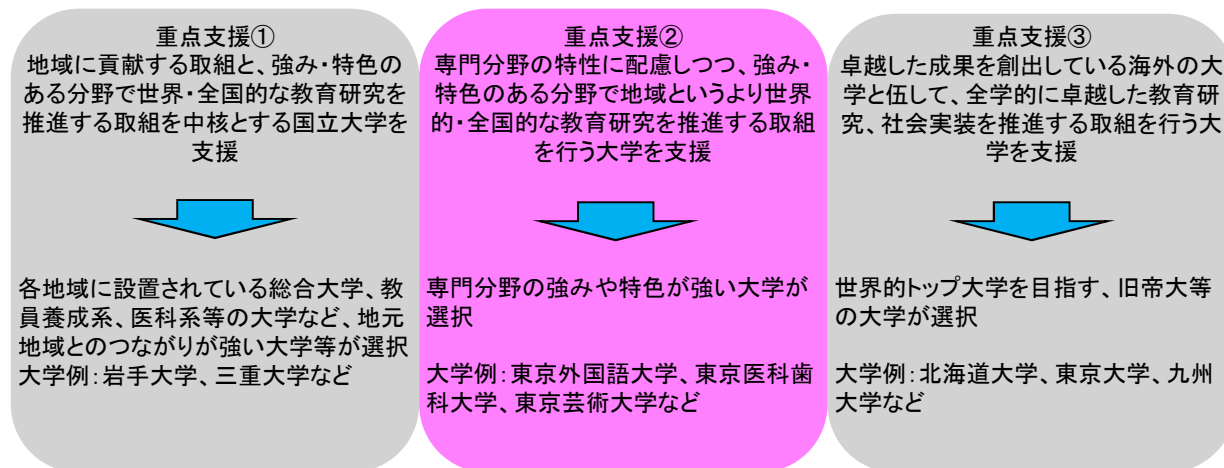 重点支援①
地域に貢献する取組と、強み・特色の
ある分野で世界・全国的な教育研究を
推進する取組を中核とする国立大学を
支援
各地域に設置されている総合大学、教
員養成系、医科系等の大学など、地元
地域とのつながりが強い大学等が選択
大学例：岩手大学、三重大学など
重点支援②
専門分野の特性に配慮しつつ、強み・
特色のある分野で地域というより世界
的・全国的な教育研究を推進する取組
を行う大学を支援
専門分野の強みや特色が強い大学が
選択
大学例：東京外国語大学、東京医科歯
科大学、東京芸術大学など
重点支援③
卓越した成果を創出している海外の大
学と伍して、全学的に卓越した教育研
究、社会実装を推進する取組を行う大
学を支援
世界的トップ大学を目指す、旧帝大等
の大学が選択
大学例：北海道大学、東京大学、九州
大学など